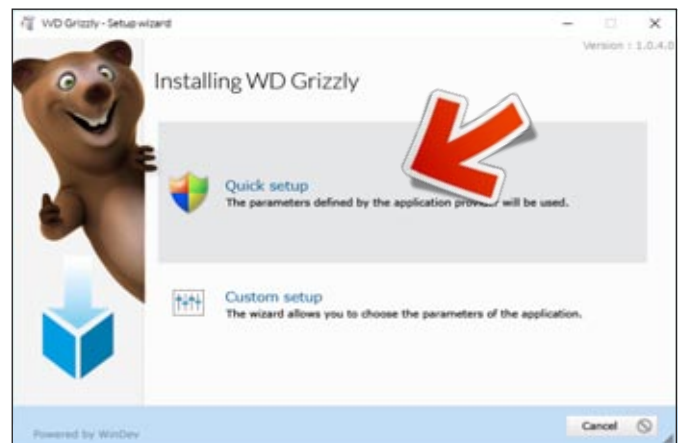 WD Grizzly - Setup wizard
Version : 1.0.4.0
Installing WD Grizzly
Quick setup
The parameters defined by the application will be used.
Custom setup
The wizard allows you to choose the parameters of the application.
Powered by WinDev
Cancel